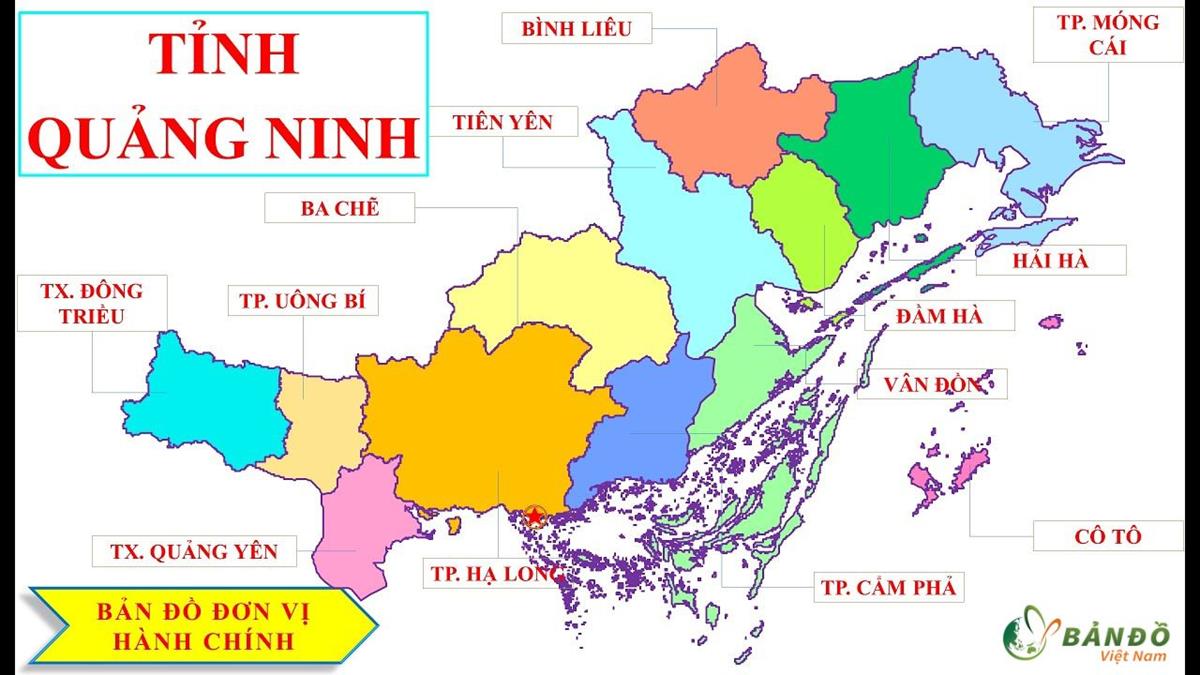 TỈNH
QUẢNG NINH
BÌNH LIÊU
TP. MÓNG
CÁI
TIÊN YÊN
BA CHẼ
HẢI HÀ
TX. ĐÔNG
TRIỀU
TP. UÔNG BÍ
ĐẦM HÀ
VÂN ĐỒN
CÔ TÔ
TX. QUẢNG YÊN
TP. HẠ LONG
TP. CẨM PHẢ
BẢN ĐỒ ĐƠN VỊ
HÀNH CHÍNH
BẢN ĐỒ
Việt Nam